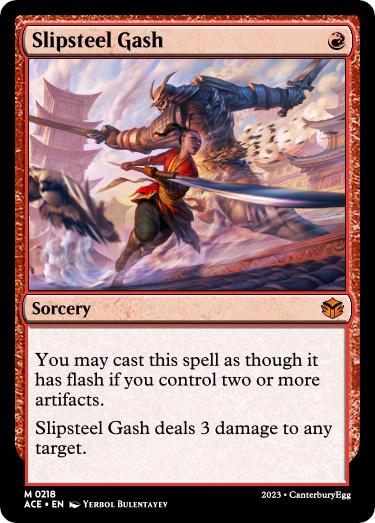 Slipsteel Gash
Sorcery
You may cast this spell as though it
has flash if you control two or more
artifacts.
Slipsteel Gash deals 3 damage to any
target.
M 0218
ACE • EN Yerbol Bulentayev
2023 • CanterburyEgg